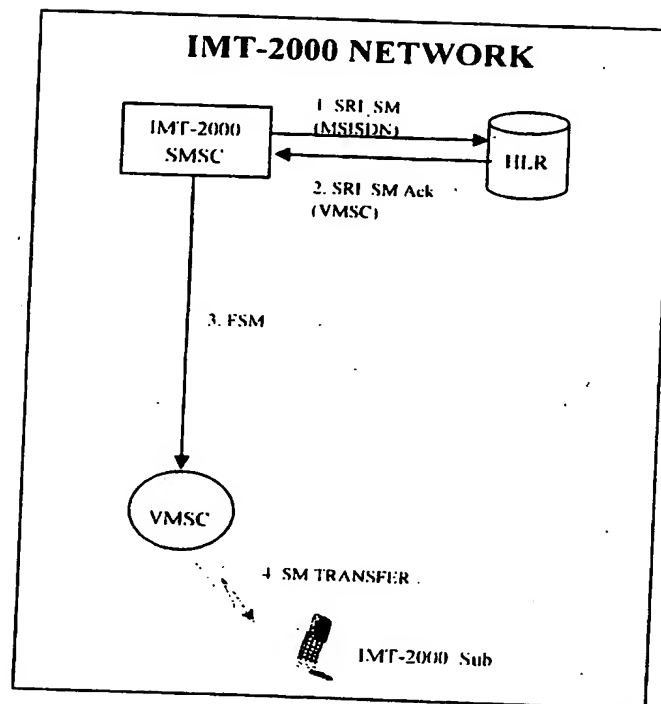 IMT-2000 NETWORK
1. SRI_SM
(MSISDN)
IMT-2000
SMSC
HLR
2. SRI_SM Ack
(VMSC)
3. FSM
VMSC
4. SM TRANSFER
IMT-2000 Sub